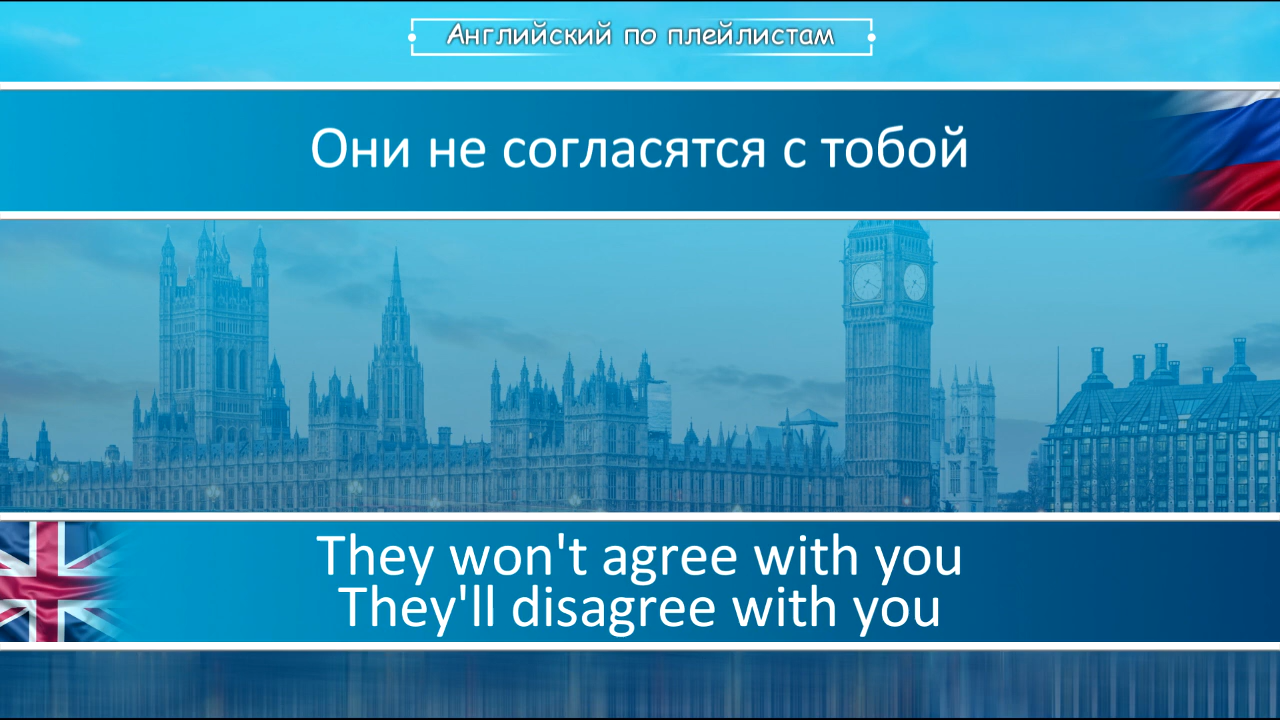 Английский по плейлистам
Они не согласятся с тобой
They won't agree with you
They'll disagree with you